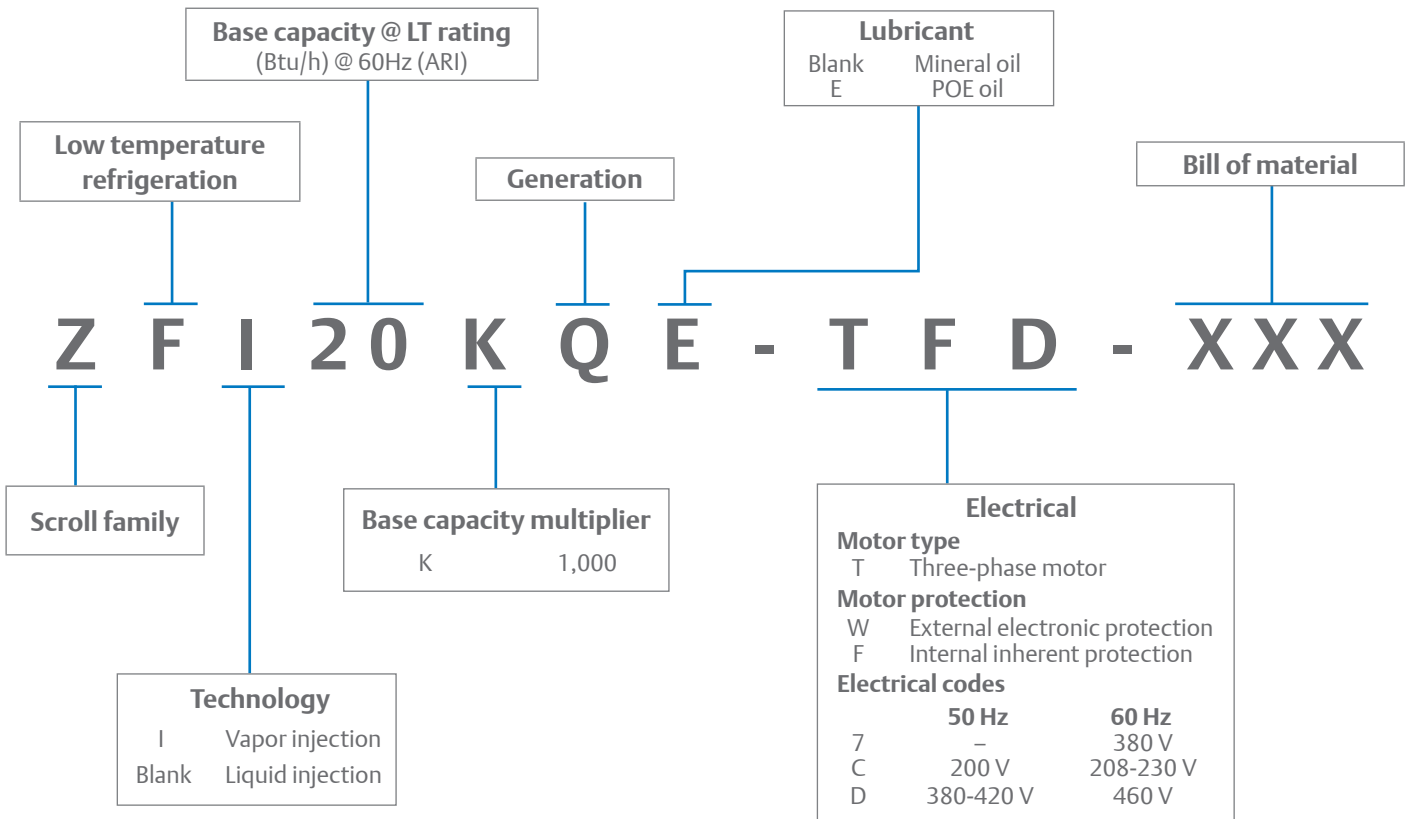 Base capacity @ LT rating
(Btu/h) @ 60Hz (ARI)
Lubricant
Blank Mineral oil
E POE oil
Low temperature
refrigeration
Generation
Bill of material
Z F I 2 0 K Q E - T F D - X X X
Scroll family
Base capacity multiplier
K 1,000
Technology
I Vapor injection
Blank Liquid injection
Electrical
Motor type
T Three-phase motor
Motor protection
W External electronic protection
F Internal inherent protection
Electrical codes
50 Hz 60 Hz
7 – 380 V
C 200 V 208-230 V
D 380-420 V 460 V